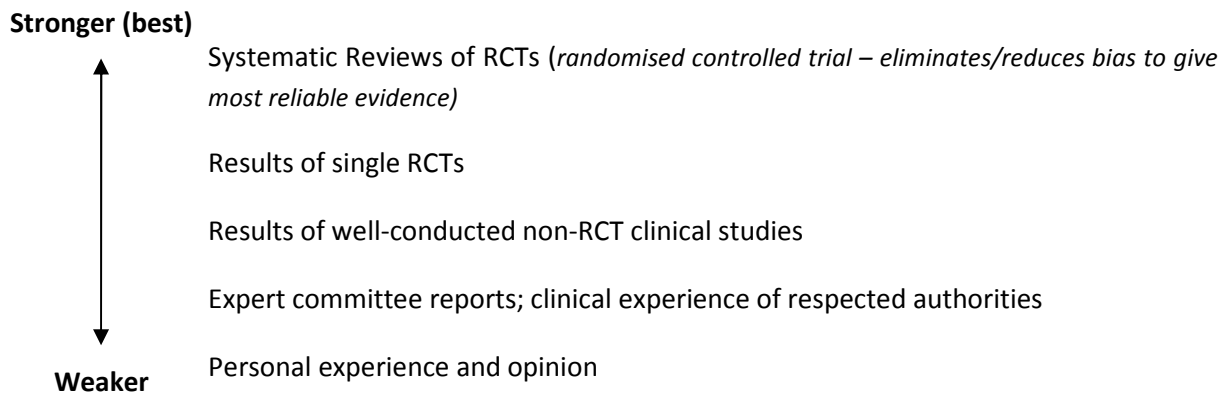 Stronger (best)
Systematic Reviews of RCTs (randomised controlled trial – eliminates/reduces bias to give
most reliable evidence)
Results of single RCTs
Results of well-conducted non-RCT clinical studies
Expert committee reports; clinical experience of respected authorities
Personal experience and opinion
Weaker